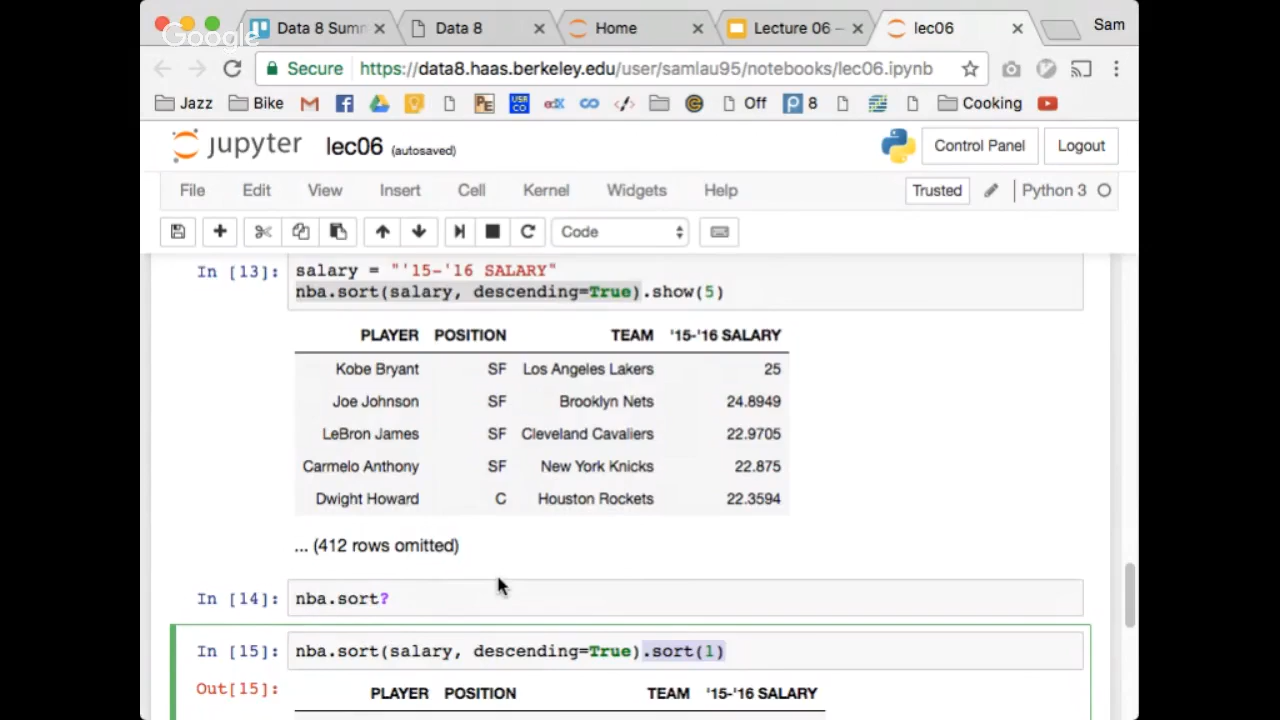 Google
Data 8 Sumn
Data 8
Home
Lecture 06 –
lec06
Sam
Secure
https://data8.haas.berkeley.edu/user/samlau95/notebooks/lec06.ipynb
Jazz
Bike
Off
8
Cooking
jupyter
lec06 (autosaved)
Control Panel
Logout
File Edit View Insert Cell Kernel Widgets Help
Trusted
Python 3
Code
In [13]: salary = "'15-'16 SALARY"
nba.sort(salary, descending=True).show(5)
PLAYER POSITION TEAM '15-'16 SALARY
Kobe Bryant SF Los Angeles Lakers 25
Joe Johnson SF Brooklyn Nets 24.8949
LeBron James SF Cleveland Cavaliers 22.9705
Carmelo Anthony SF New York Knicks 22.875
Dwight Howard C Houston Rockets 22.3594
... (412 rows omitted)
In [14]: nba.sort?
In [15]: nba.sort(salary, descending=True).sort(1)
Out[15]: PLAYER POSITION TEAM '15-'16 SALARY